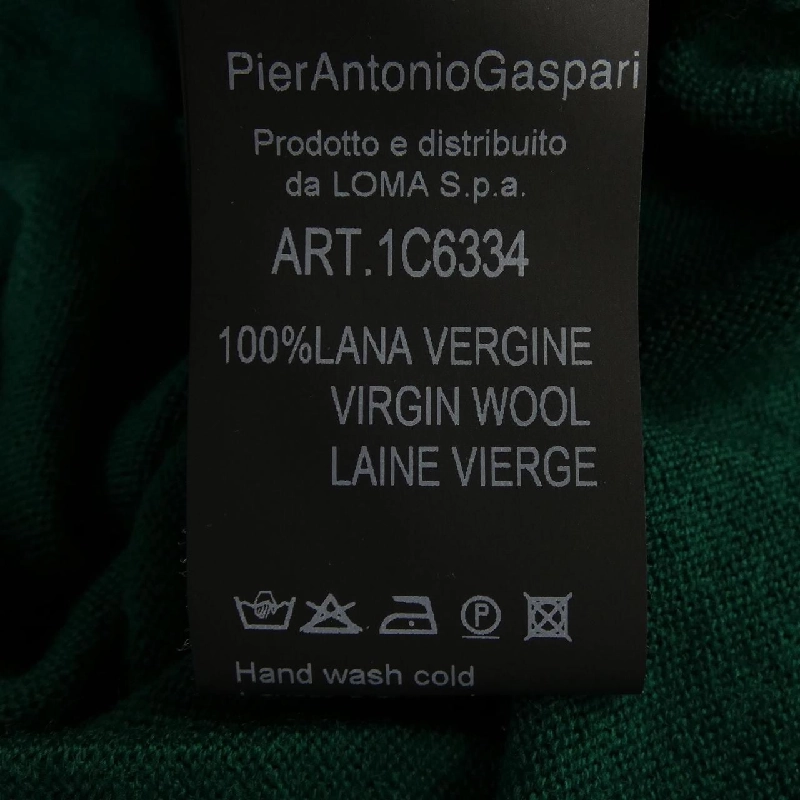 PierAntonioGaspari
Prodotto e distribuito
da LOMA S.p.a.
ART.1C6334
100%LANA VERGINE
VIRGIN WOOL
LAINE VIERGE
P
Hand wash cold